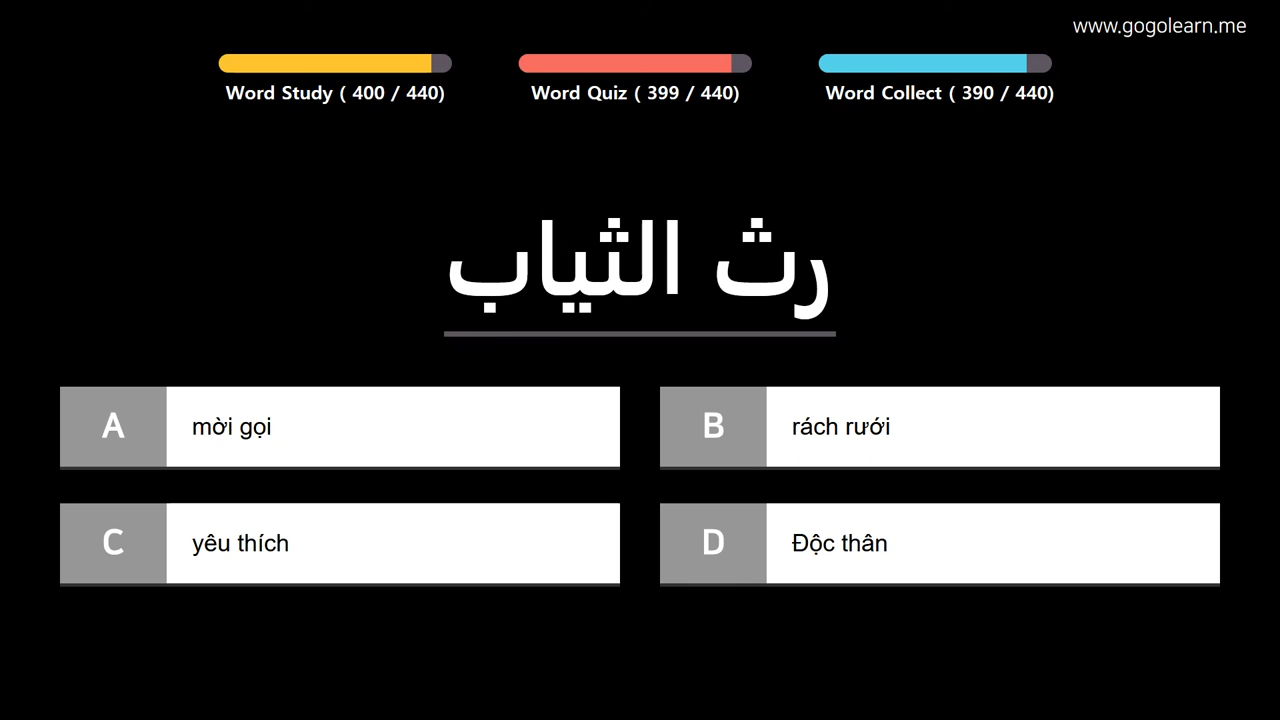 www.gogolearn.me
Word Study ( 400 / 440)
Word Quiz ( 399 / 440)
Word Collect ( 390 / 440)
رث الثياب
A
mời gọi
B
rách rưới
C
yêu thích
D
Độc thân